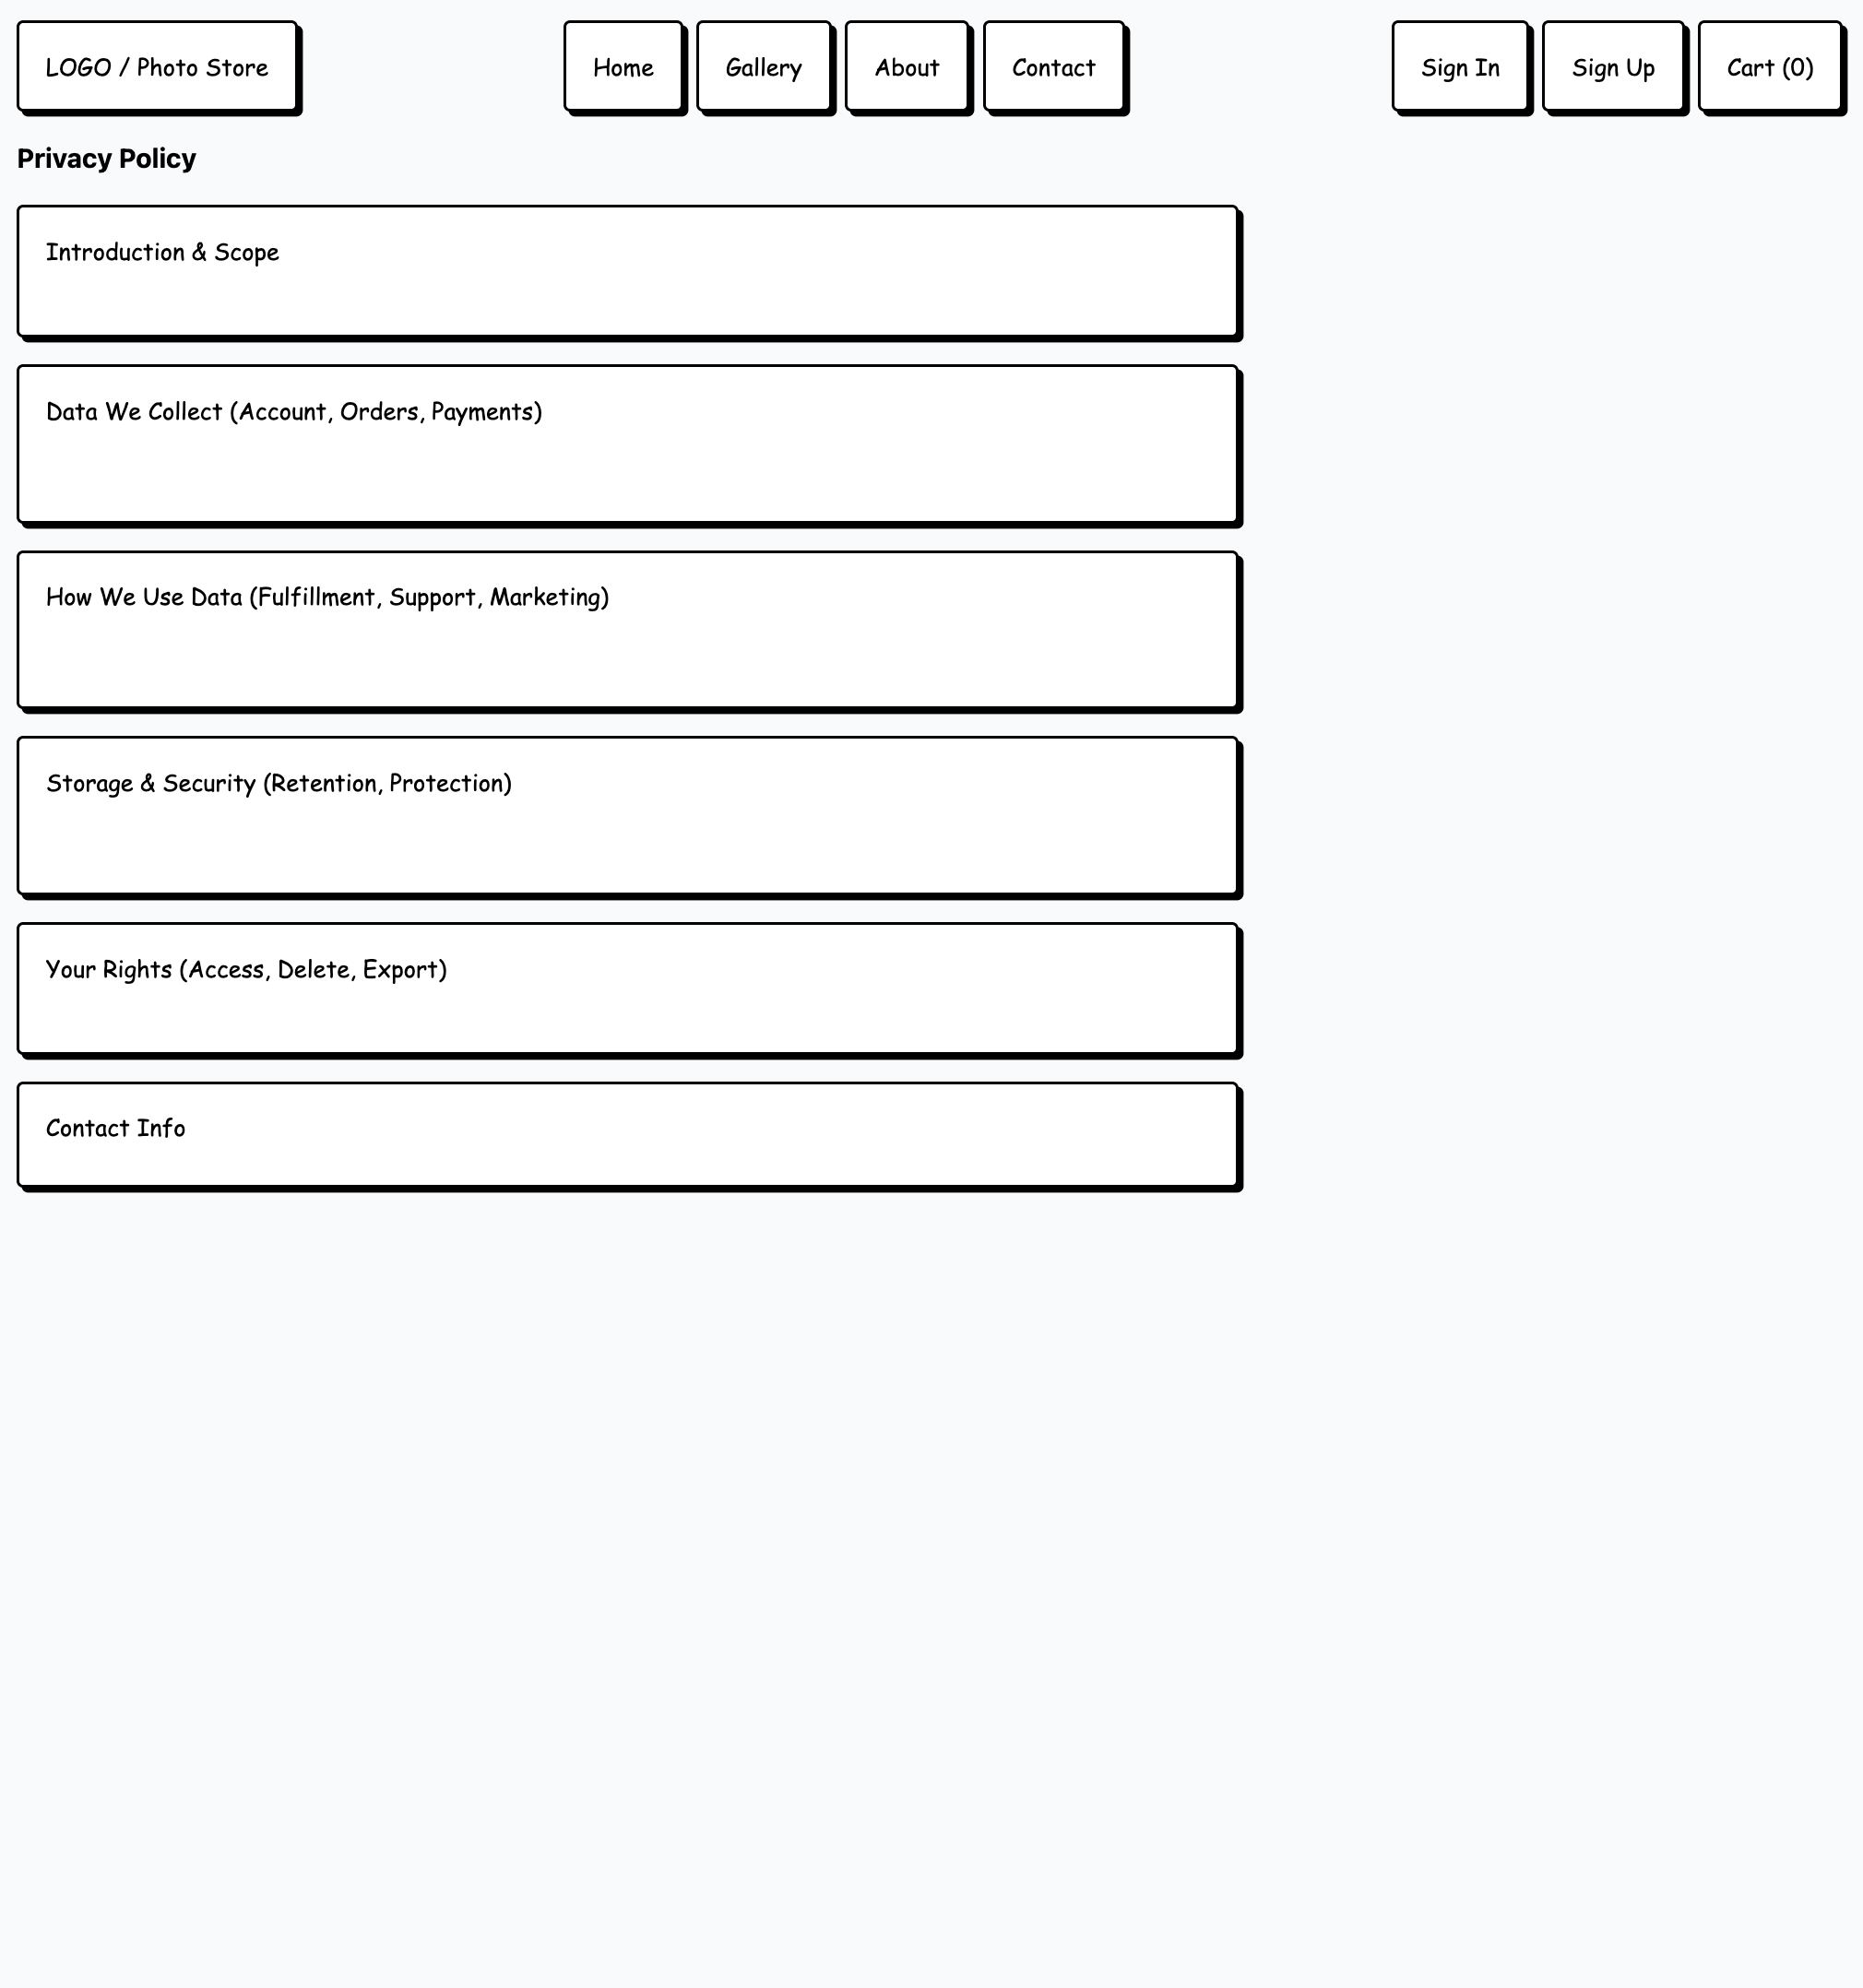 LOGO / Photo Store
Home
Gallery
About
Contact
Sign In
Sign Up
Cart (0)
Privacy Policy
Introduction & Scope
Data We Collect (Account, Orders, Payments)
How We Use Data (Fulfillment, Support, Marketing)
Storage & Security (Retention, Protection)
Your Rights (Access, Delete, Export)
Contact Info